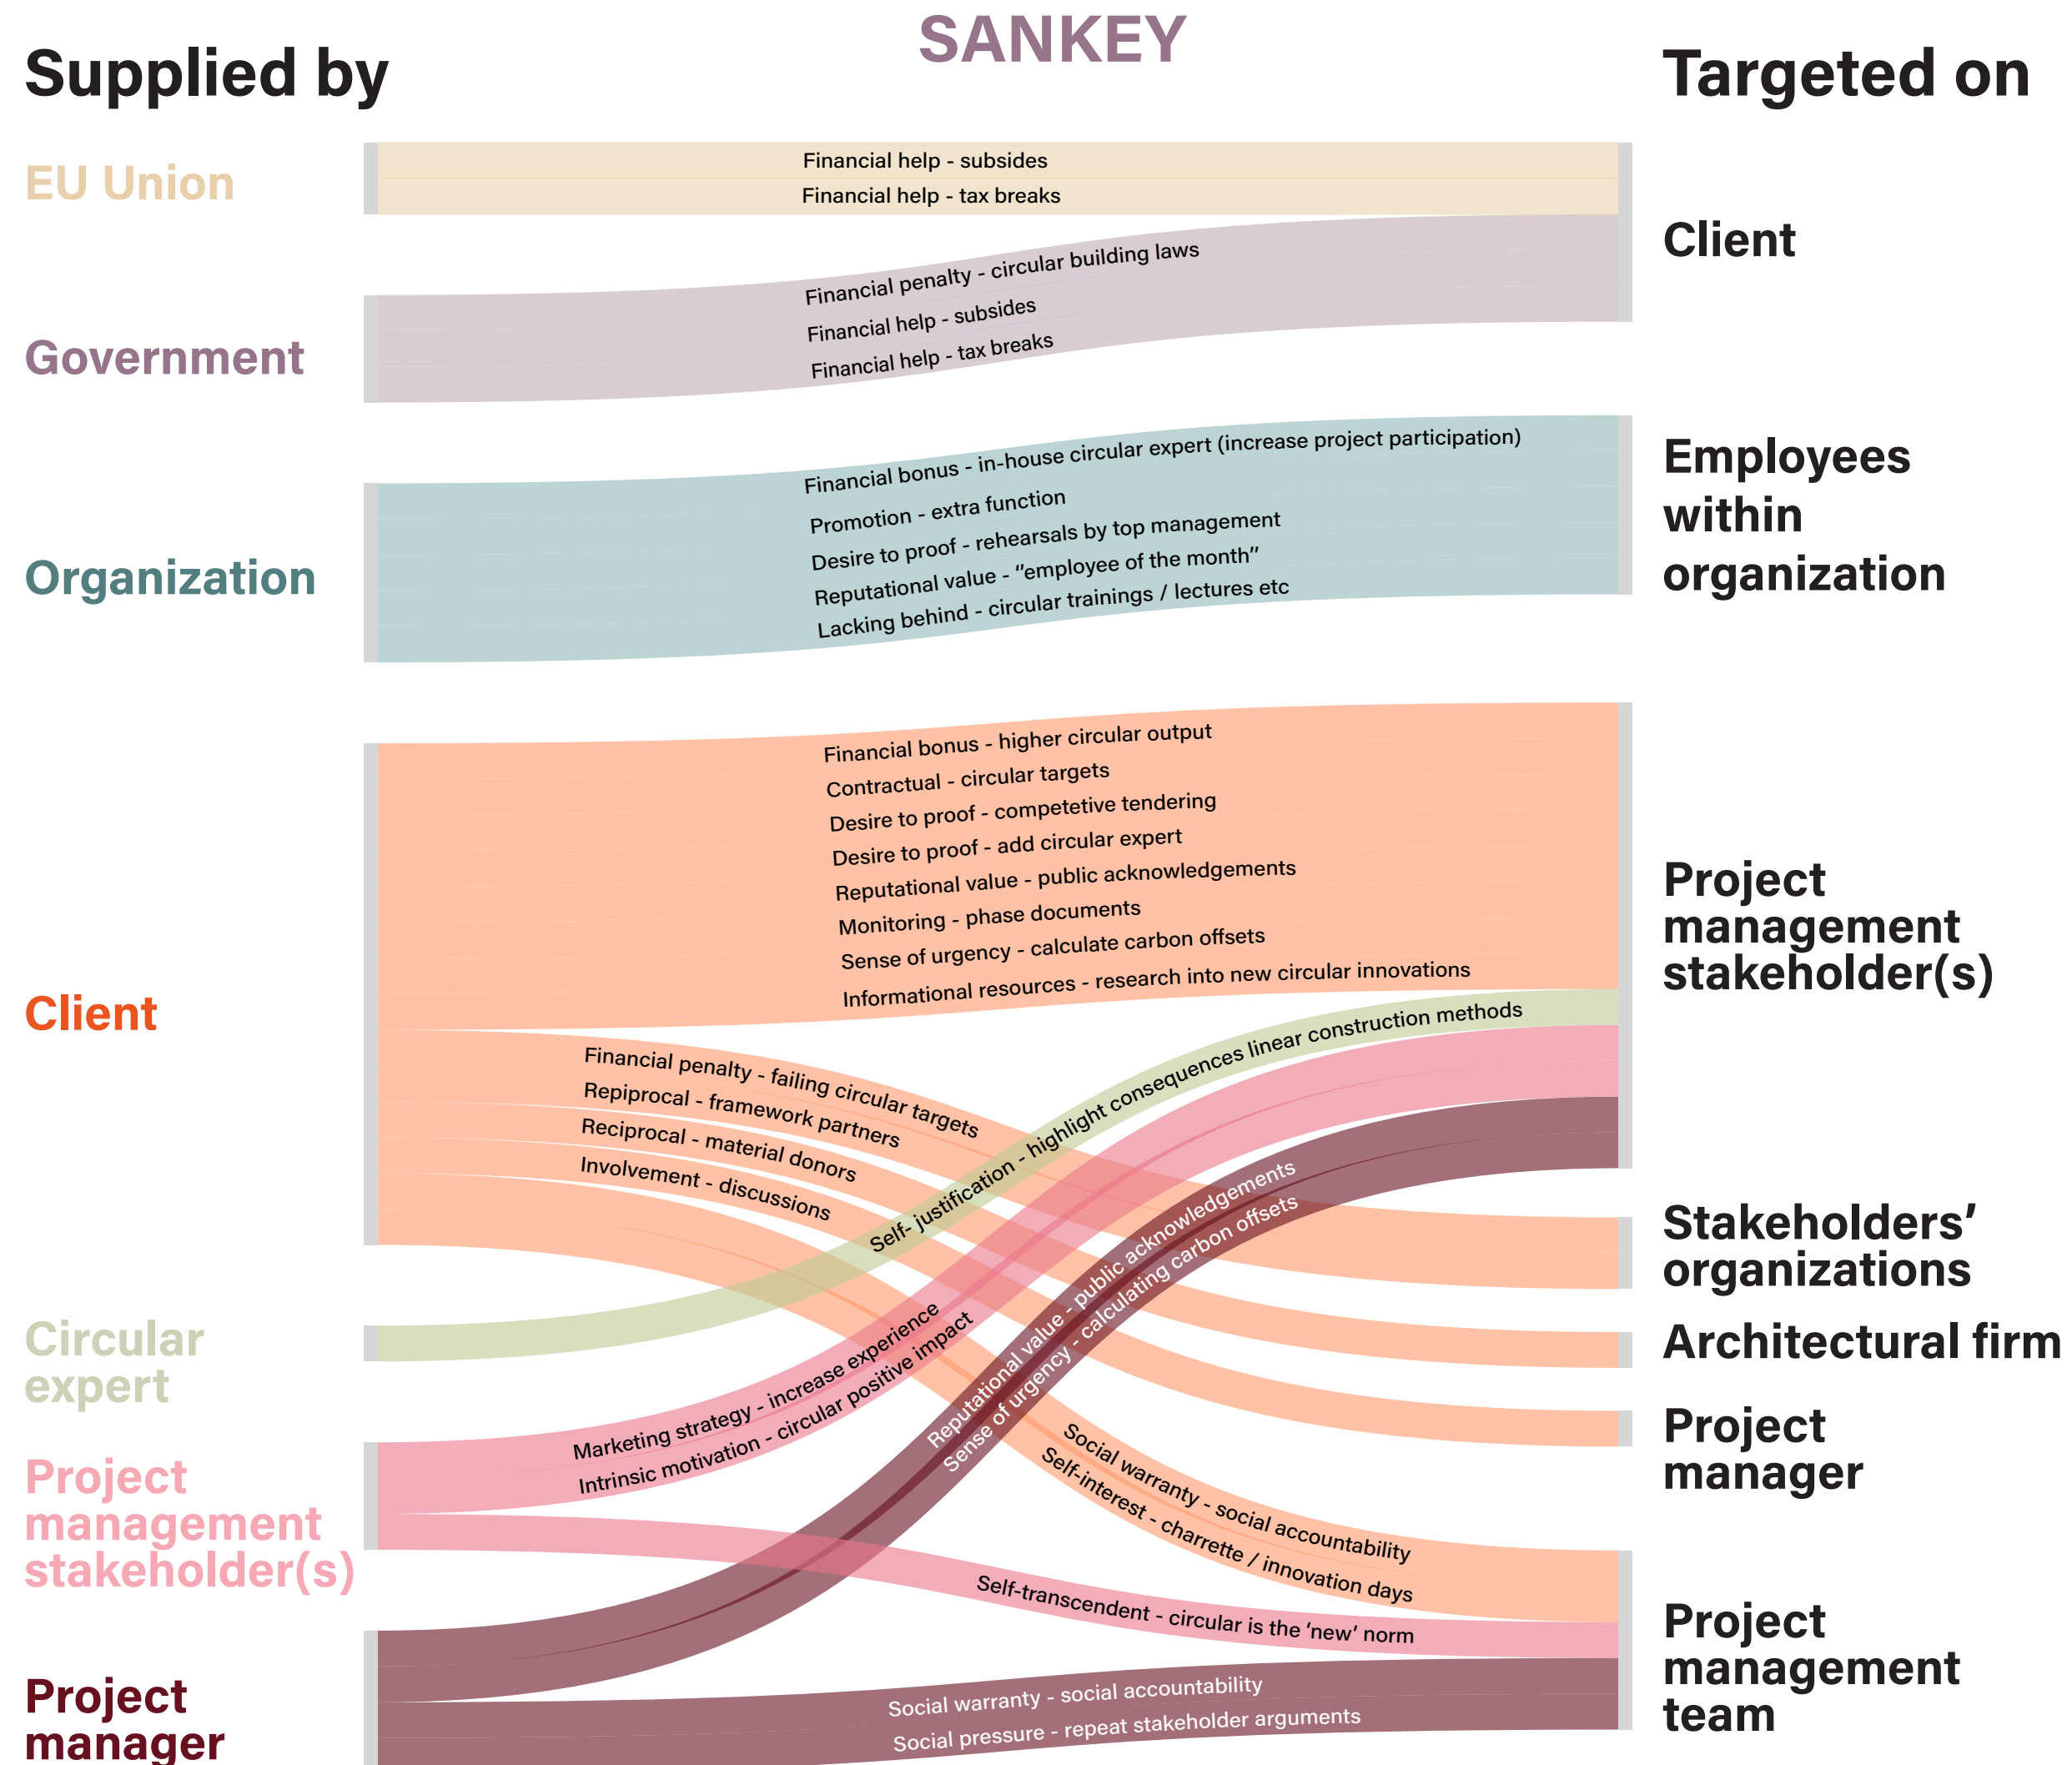 SANKEY
Supplied by
Targeted on
EU Union
Financial help - subsides
Financial help - tax breaks
Client
Government
Financial penalty - circular building laws
Financial help - subsides
Financial help - tax breaks
Organization
Financial bonus - in-house circular expert (increase project participation)
Promotion - extra function
Desire to proof - rehearsals by top management
Reputational value - “employee of the month”
Lacking behind - circular trainings / lectures etc
Employees
within
organization
Client
Financial bonus - higher circular output
Contractual - circular targets
Desire to proof - competetive tendering
Desire to proof - add circular expert
Reputational value - public acknowledgements
Monitoring - phase documents
Sense of urgency - calculate carbon offsets
Informational resources - research into new circular innovations
Project
management
stakeholder(s)
Financial penalty - failing circular targets
Repiprocal - framework partners
Reciprocal - material donors
Involvement - discussions
Self- justification - highlight consequences linear construction methods
Stakeholders’
organizations
Circular
expert
Architectural firm
Project
management
stakeholder(s)
Marketing strategy - increase experience
Intrinsic motivation - circular positive impact
Reputational value - public acknowledgements
Sense of urgency - calculating carbon offsets
Project
manager
Social warranty - social accountability
Self-interest - charrette / innovation days
Self-transcendent - circular is the ‘new’ norm
Project
manager
Social warranty - social accountability
Social pressure - repeat stakeholder arguments
Project
management
team